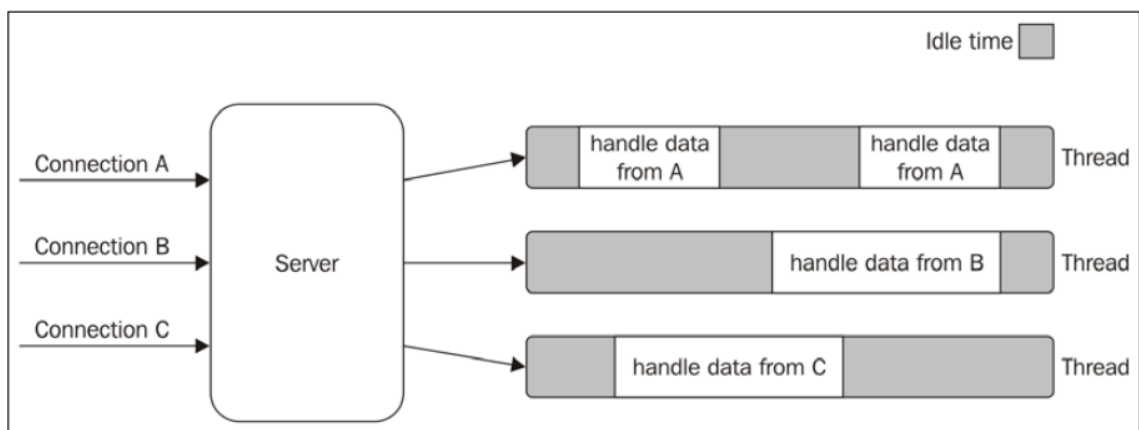 Idle time
Connection A
handle data
from A
handle data
from A
Thread
Connection B
Server
handle data from B
Thread
Connection C
handle data from C
Thread